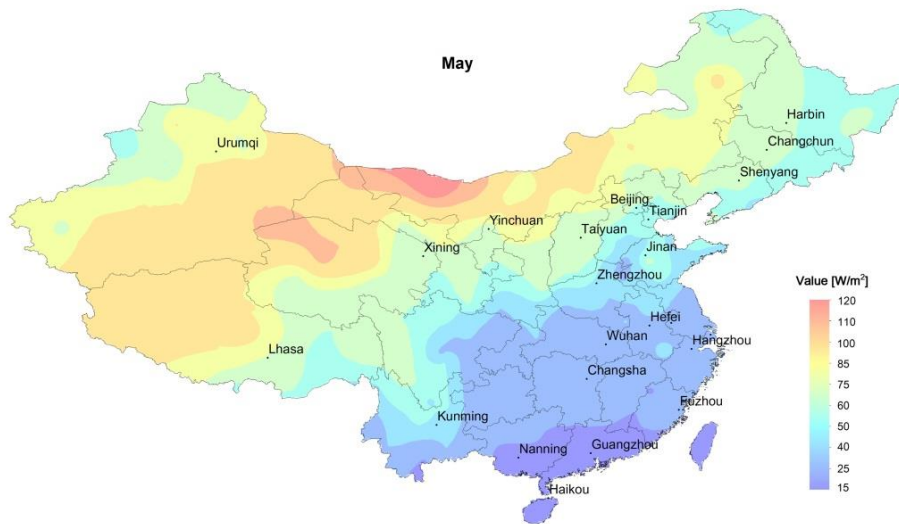 May
Harbin
Urumqi
Changchun
Shenyang
Beijing
Tianjin
Yinchuan
Taiyuan
Xining
Jinan
Zhengzhou
Value [W/m²]
120
110
100
85
75
60
50
40
25
15
Hefei
Wuhan
Hangzhou
Lhasa
Changsha
Fuzhou
Kunming
Nanning
Guangzhou
Haikou